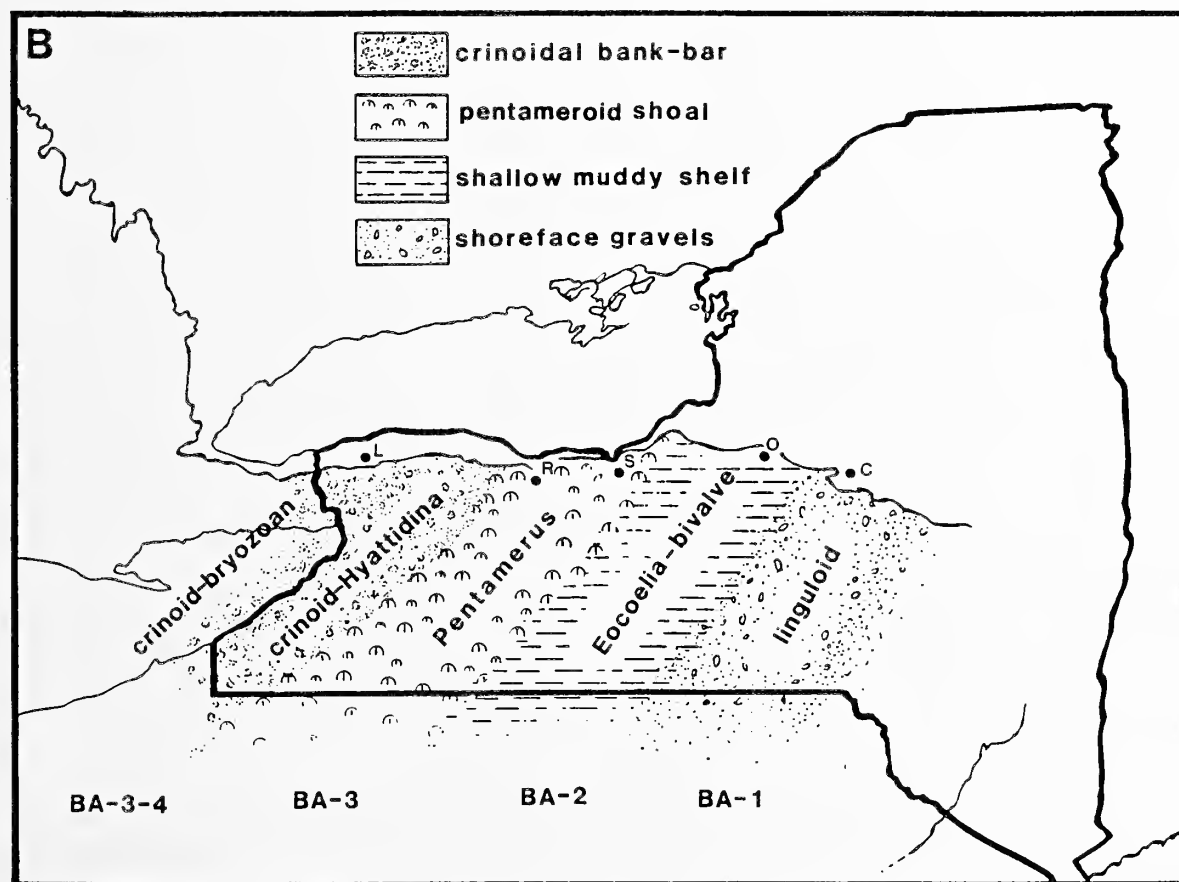 B
crinoidal bank-bar
pentameroid shoal
shallow muddy shelf
shoreface gravels
L
R
S
O
C
crinoid-bryozoan
crinoid-Hyattidina
Pentamerus
Eocoelia-bivalve
linguloid
BA-3-4
BA-3
BA-2
BA-1